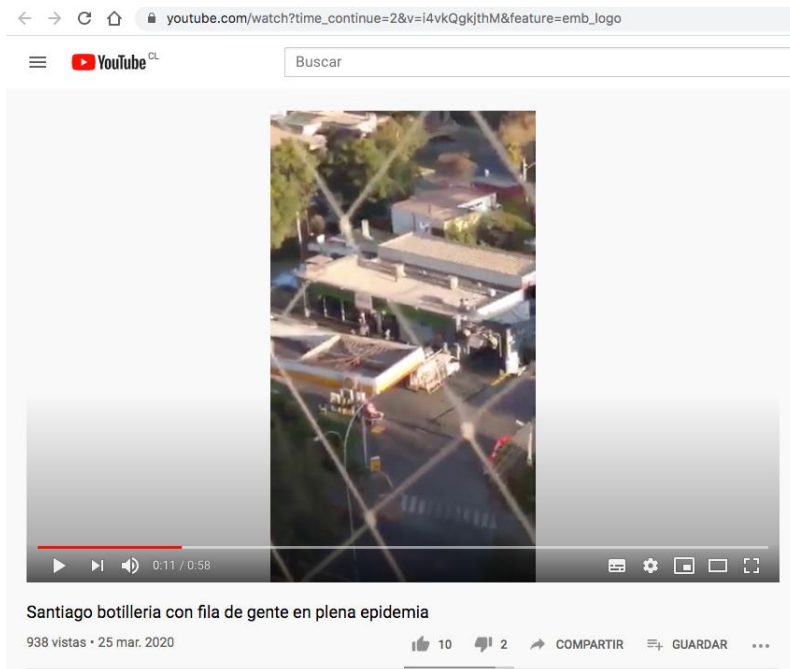 youtube.com/watch?time_continue=2&v=i4vkQgkjthM&feature=emb_logo
YouTube CL
Buscar
0:11 / 0:58
Santiago botilleria con fila de gente en plena epidemia
938 vistas • 25 mar. 2020
10
2
COMPARTIR
GUARDAR